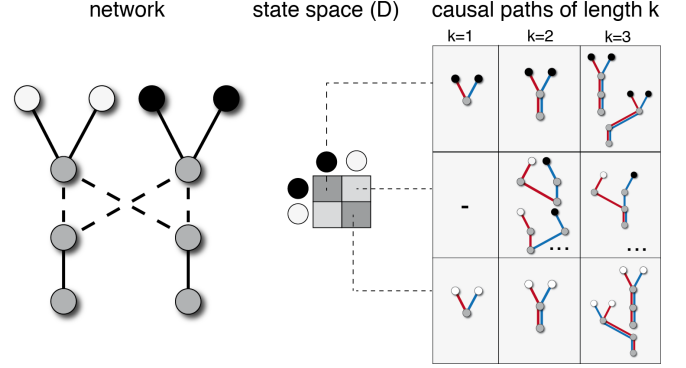 network
state space (D)
causal paths of length k
k=1
k=2
k=3
-
...
...